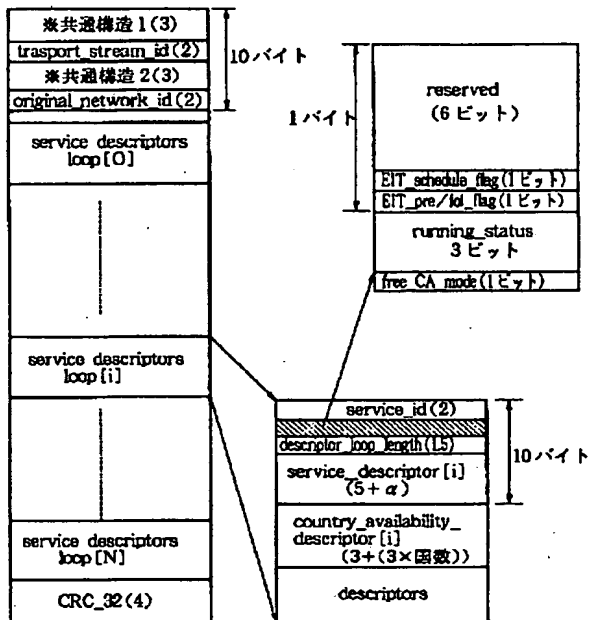 ※共通構造1(3)
trasport_stream_id(2)
※共通構造2(3)
original_network_id(2)
10バイト
service descriptors
loop[0]
service descriptors
loop[i]
service descriptors
loop[N]
CRC_32(4)
1バイト
reserved
(6ビット)
EIT_schedule_flag(1ビット)
EIT_pre/fol_flag(1ビット)
running_status
3ビット
free_CA_mode(1ビット)
service_id(2)
descriptor_loop_length(1.5)
service_descriptor[i]
(5+α)
10バイト
country_availability_
descriptor[i]
(3+(3×国数))
descriptors